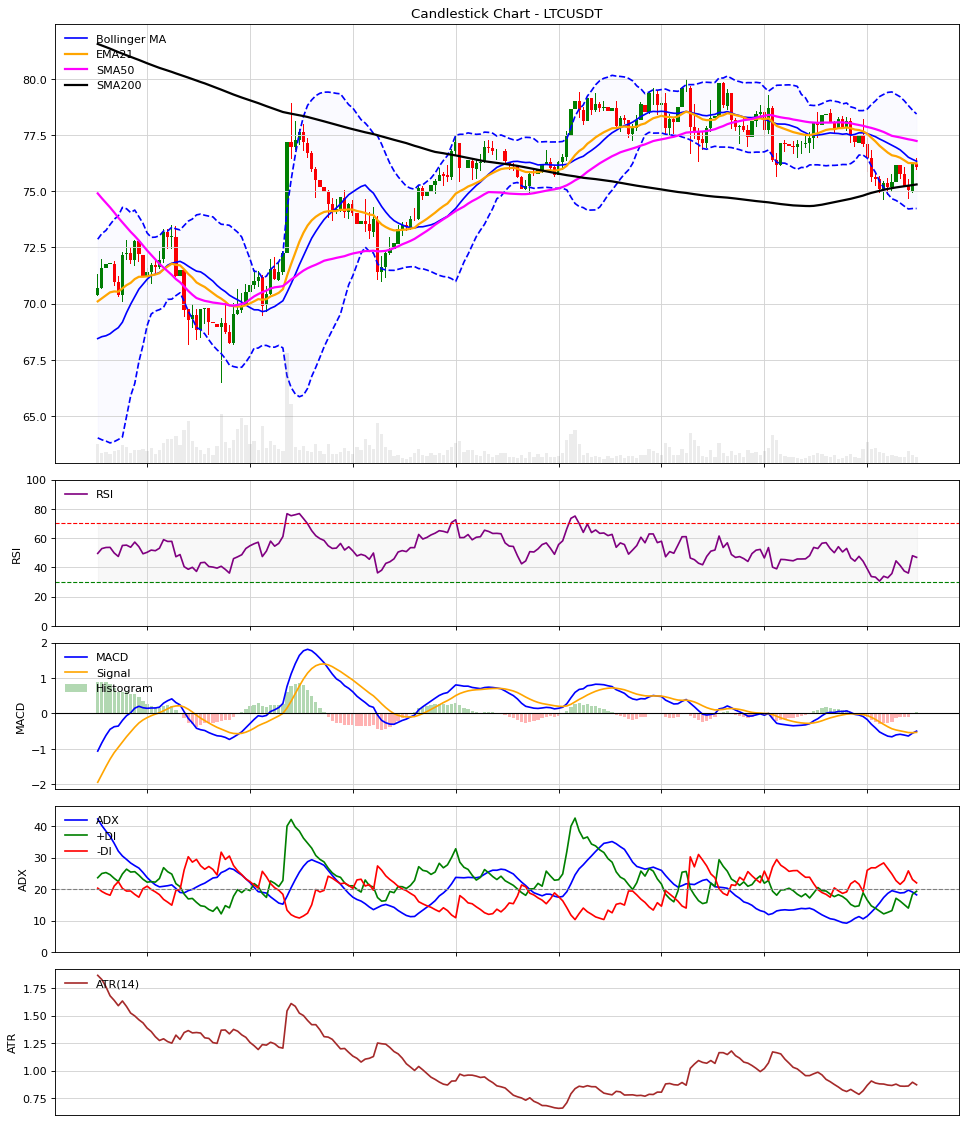 Candlestick Chart - LTCUSDT
Bollinger MA
EMA21
SMA50
SMA200
80.0
77.5
75.0
72.5
70.0
67.5
65.0
RSI
100
80
60
40
20
0
RSI
MACD
Signal
Histogram
2
1
0
−1
−2
MACD
ADX
+DI
-DI
40
30
20
10
0
ADX
ATR(14)
1.75
1.50
1.25
1.00
0.75
ATR